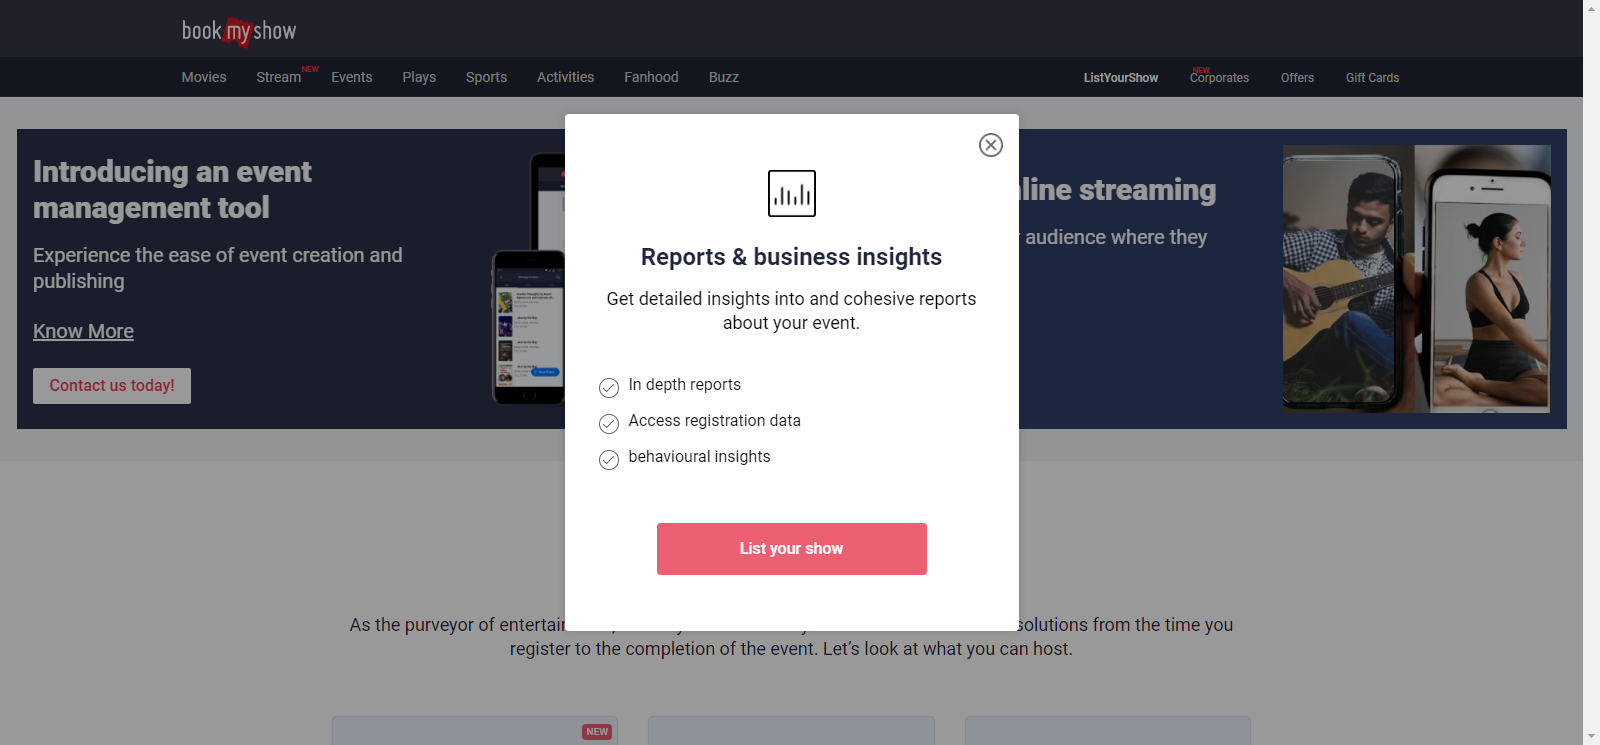 book my show
Movies
Stream
NEW
Events
Plays
Sports
Activities
Fanhood
Buzz
ListYourShow
NEW
Corporates
Offers
Gift Cards
Introducing an event
management tool
Experience the ease of event creation and
publishing
Know More
Contact us today!
line streaming
audience where they
Reports & business insights
Get detailed insights into and cohesive reports
about your event.
In depth reports
Access registration data
behavioural insights
List your show
As the purveyor of entertai
solutions from the time you
register to the completion of the event. Let’s look at what you can host.
NEW